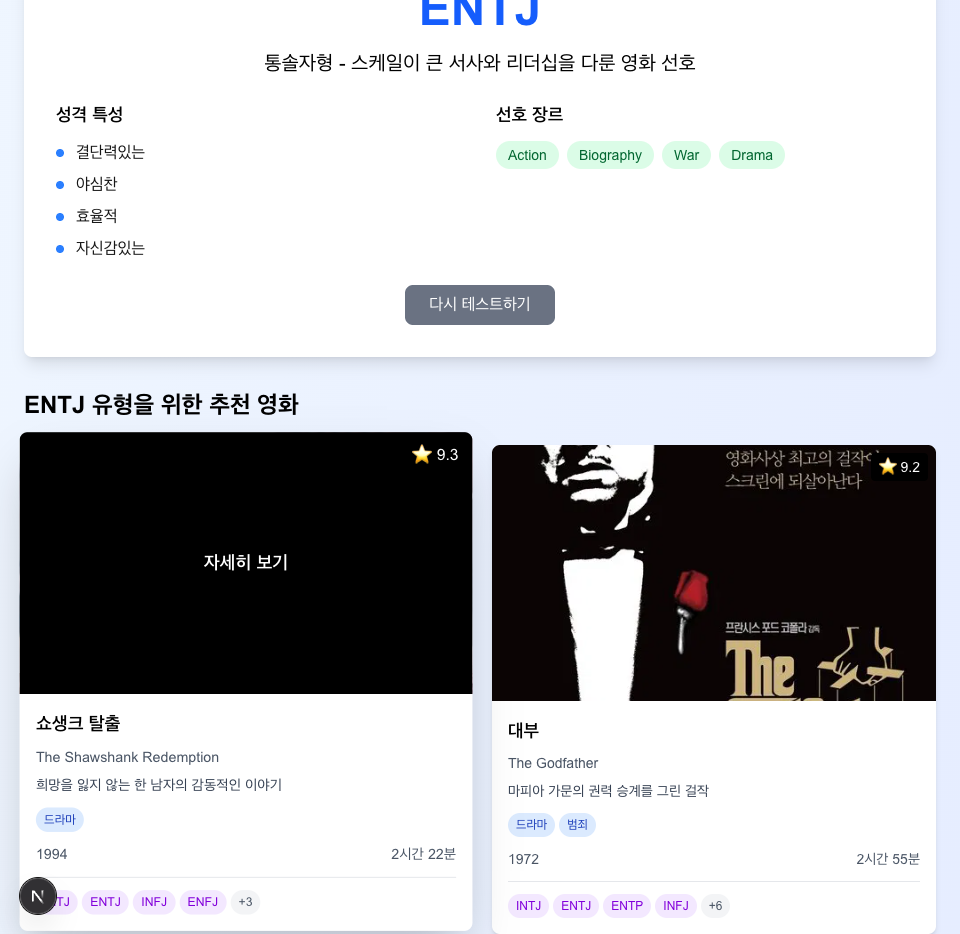 ENTJ
통솔자형 - 스케일이 큰 서사와 리더십을 다룬 영화 선호
성격 특성
결단력있는
야심찬
효율적
자신감있는
선호 장르
Action
Biography
War
Drama
다시 테스트하기
ENTJ 유형을 위한 추천 영화
9.3
자세히 보기
쇼생크 탈출
The Shawshank Redemption
희망을 잃지 않는 한 남자의 감동적인 이야기
드라마
1994 2시간 22분
TJ ENTJ INFJ ENFJ +3
N
영화사상 최고의 걸작이
스크린에 되살아난다
9.2
프란시스 포드 코폴라 감독
The
대부
The Godfather
마피아 가문의 권력 승계를 그린 걸작
드라마 범죄
1972 2시간 55분
INTJ ENTJ ENTP INFJ +6